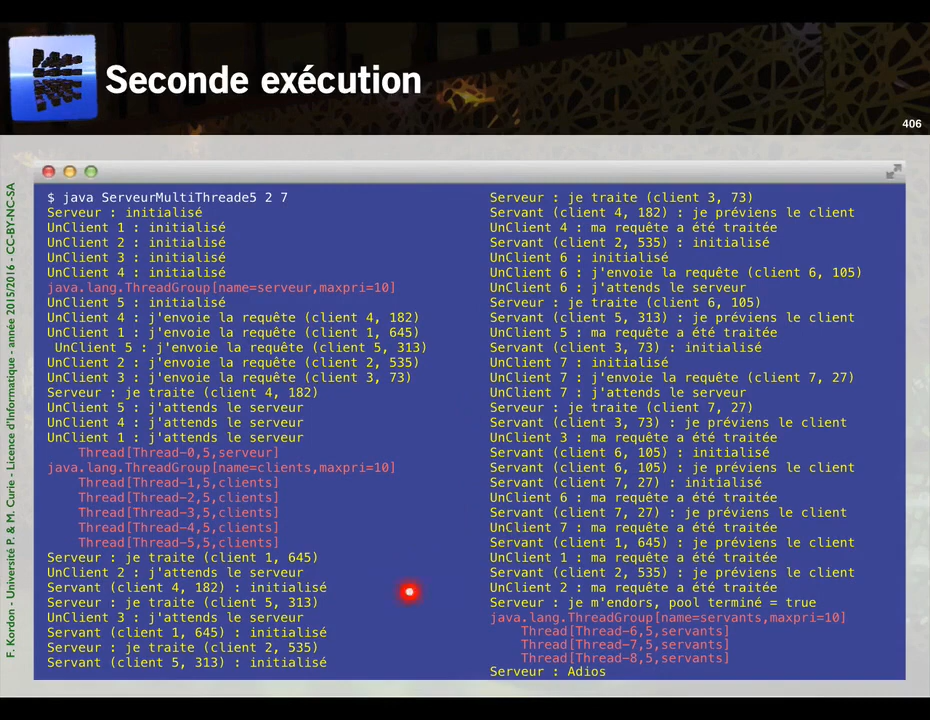 Seconde exécution
406
F. Kordon - Université P. & M. Curie - Licence d'Informatique - année 2015/2016 - CC-BY-NC-SA
$ java ServeurMultiThreade5 2 7
Serveur : initialisé
UnClient 1 : initialisé
UnClient 2 : initialisé
UnClient 3 : initialisé
UnClient 4 : initialisé
java.lang.ThreadGroup[name=serveur,maxpri=10]
UnClient 5 : initialisé
UnClient 4 : j'envoie la requête (client 4, 182)
UnClient 1 : j'envoie la requête (client 1, 645)
UnClient 5 : j'envoie la requête (client 5, 313)
UnClient 2 : j'envoie la requête (client 2, 535)
UnClient 3 : j'envoie la requête (client 3, 73)
Serveur : je traite (client 4, 182)
UnClient 5 : j'attends le serveur
UnClient 4 : j'attends le serveur
UnClient 1 : j'attends le serveur
Thread[Thread-0,5,serveur]
java.lang.ThreadGroup[name=clients,maxpri=10]
Thread[Thread-1,5,clients]
Thread[Thread-2,5,clients]
Thread[Thread-3,5,clients]
Thread[Thread-4,5,clients]
Thread[Thread-5,5,clients]
Serveur : je traite (client 1, 645)
UnClient 2 : j'attends le serveur
Servant (client 4, 182) : initialisé
Serveur : je traite (client 5, 313)
UnClient 3 : j'attends le serveur
Servant (client 1, 645) : initialisé
Serveur : je traite (client 2, 535)
Servant (client 5, 313) : initialisé
Serveur : je traite (client 3, 73)
Servant (client 4, 182) : je préviens le client
UnClient 4 : ma requête a été traitée
Servant (client 2, 535) : initialisé
UnClient 6 : initialisé
UnClient 6 : j'envoie la requête (client 6, 105)
UnClient 6 : j'attends le serveur
Serveur : je traite (client 6, 105)
Servant (client 5, 313) : je préviens le client
UnClient 5 : ma requête a été traitée
Servant (client 3, 73) : initialisé
UnClient 7 : initialisé
UnClient 7 : j'envoie la requête (client 7, 27)
UnClient 7 : j'attends le serveur
Serveur : je traite (client 7, 27)
Servant (client 3, 73) : je préviens le client
UnClient 3 : ma requête a été traitée
Servant (client 6, 105) : initialisé
Servant (client 6, 105) : je préviens le client
Servant (client 7, 27) : initialisé
UnClient 6 : ma requête a été traitée
Servant (client 7, 27) : je préviens le client
UnClient 7 : ma requête a été traitée
Servant (client 1, 645) : je préviens le client
UnClient 1 : ma requête a été traitée
Servant (client 2, 535) : je préviens le client
UnClient 2 : ma requête a été traitée
Serveur : je m'endors, pool terminé = true
java.lang.ThreadGroup[name=servants,maxpri=10]
Thread[Thread-6,5,servants]
Thread[Thread-7,5,servants]
Thread[Thread-8,5,servants]
Serveur : Adios